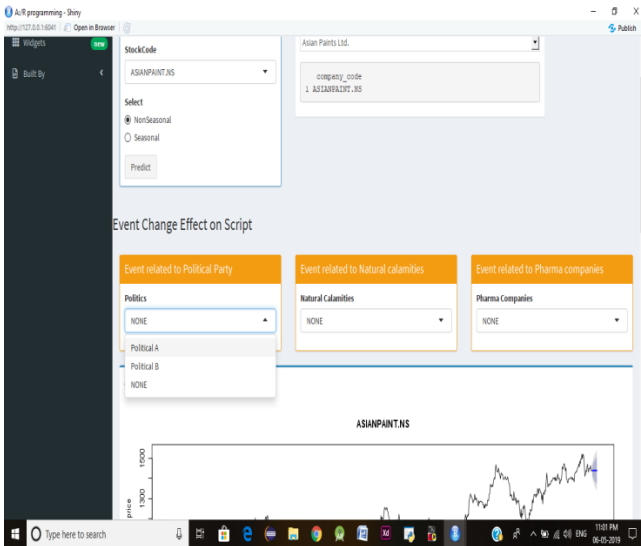 A:/R programming - Shiny
http://127.0.0.1:6041
Open in Browser
Publish
Widgets
new
Built By
StockCode
ASIANPAINT.NS
Select
NonSeasonal
Seasonal
Predict
Asian Paints Ltd.
company_code
1 ASIANPAINT.NS
Event Change Effect on Script
Event related to Political Party
Politics
NONE
Political A
Political B
NONE
Event related to Natural calamities
Natural Calamities
NONE
Event related to Pharma companies
Pharma Companies
NONE
ASIANPAINT.NS
price
1500
1300
Type here to search
Xd
ENG
11:01 PM
06-05-2019